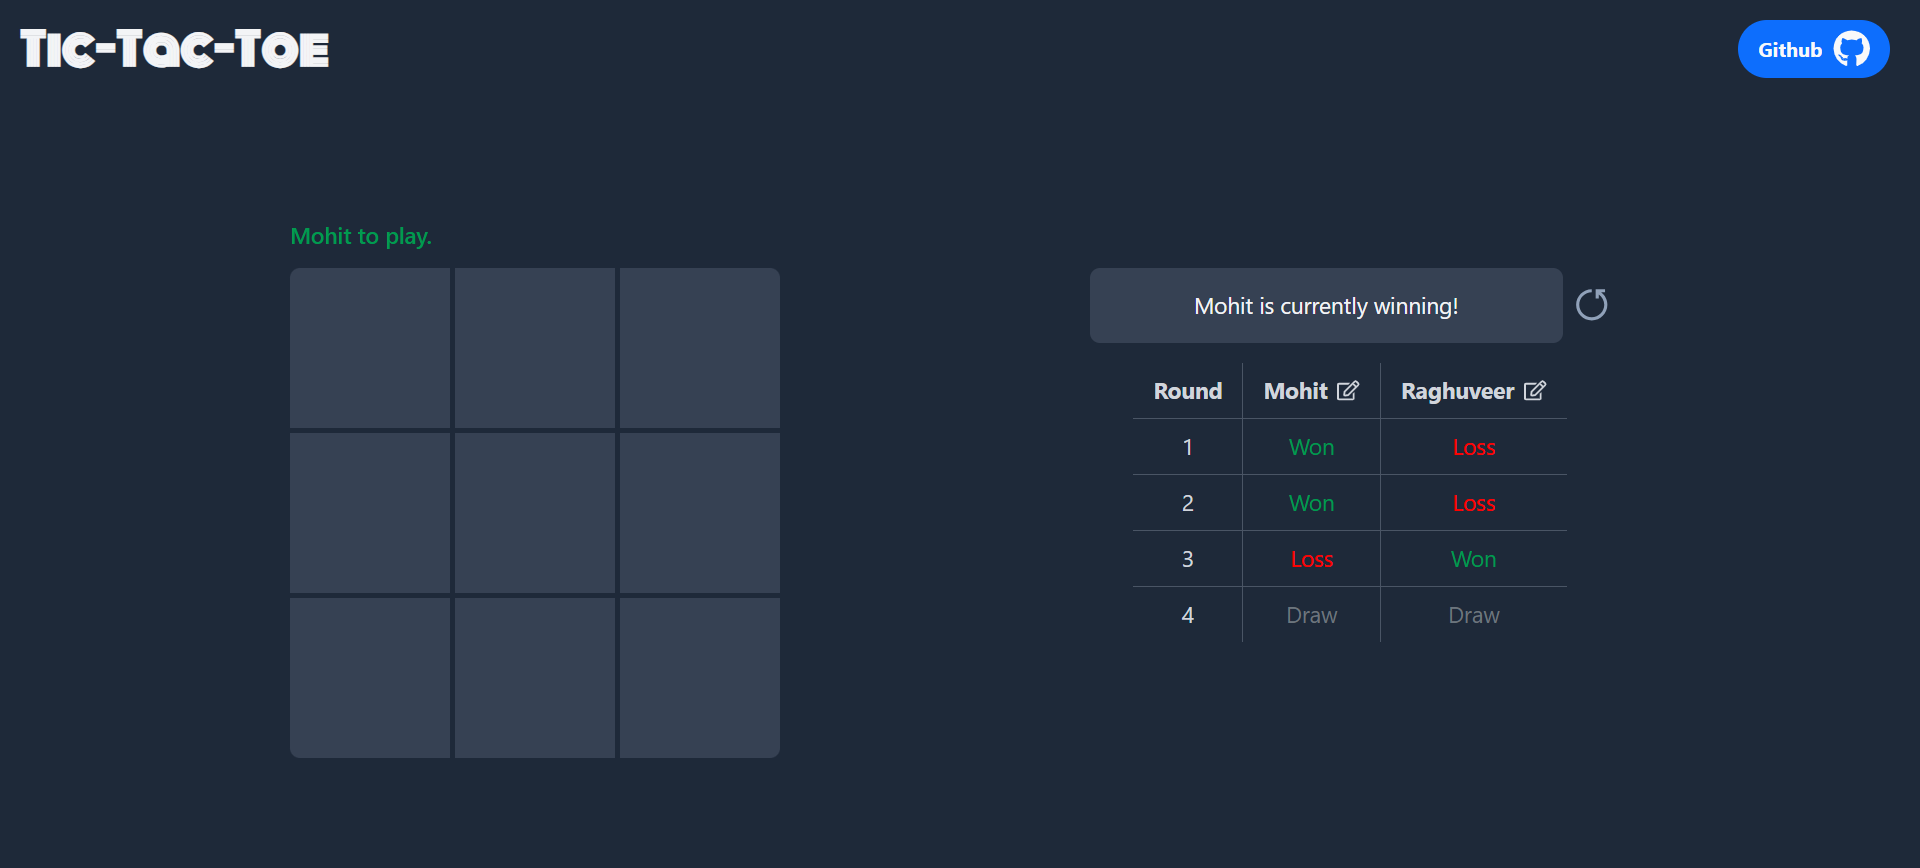 Tic-Tac-Toe
Github
Mohit to play.
Mohit is currently winning!
Round Mohit Raghuveer
1 Won Loss
2 Won Loss
3 Loss Won
4 Draw Draw